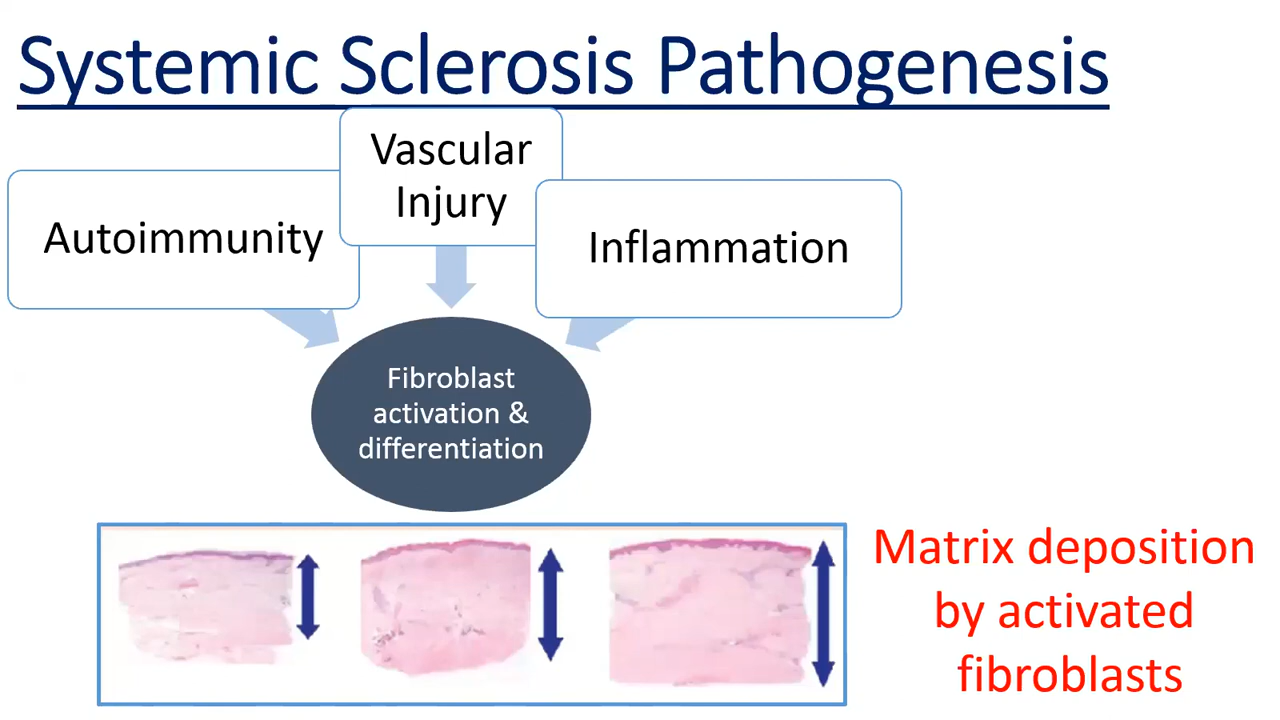 Systemic Sclerosis Pathogenesis
Vascular
Injury
Autoimmunity
Inflammation
Fibroblast
activation &
differentiation
Matrix deposition
by activated
fibroblasts